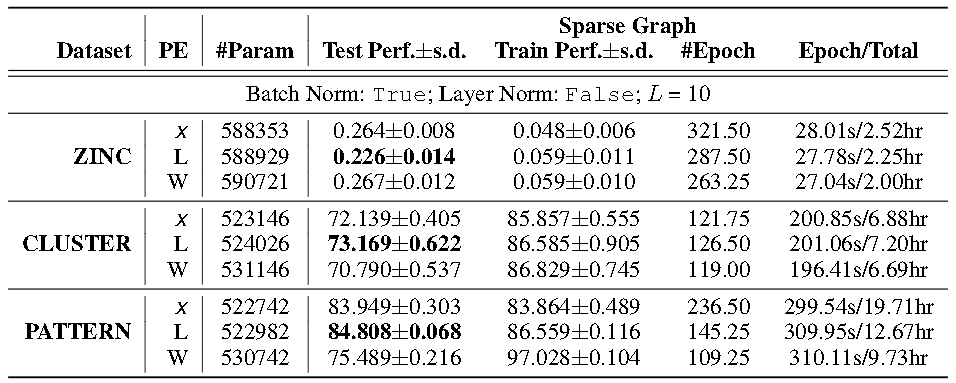 Sparse Graph
Dataset PE #Param Test Perf.±s.d. Train Perf.±s.d. #Epoch Epoch/Total
Batch Norm: True; Layer Norm: False; L = 10
x 588353 0.264±0.008 0.048±0.006 321.50 28.01s/2.52hr
ZINC L 588929 0.226±0.014 0.059±0.011 287.50 27.78s/2.25hr
W 590721 0.267±0.012 0.059±0.010 263.25 27.04s/2.00hr
x 523146 72.139±0.405 85.857±0.555 121.75 200.85s/6.88hr
CLUSTER L 524026 73.169±0.622 86.585±0.905 126.50 201.06s/7.20hr
W 531146 70.790±0.537 86.829±0.745 119.00 196.41s/6.69hr
x 522742 83.949±0.303 83.864±0.489 236.50 299.54s/19.71hr
PATTERN L 522982 84.808±0.068 86.559±0.116 145.25 309.95s/12.67hr
W 530742 75.489±0.216 97.028±0.104 109.25 310.11s/9.73hr